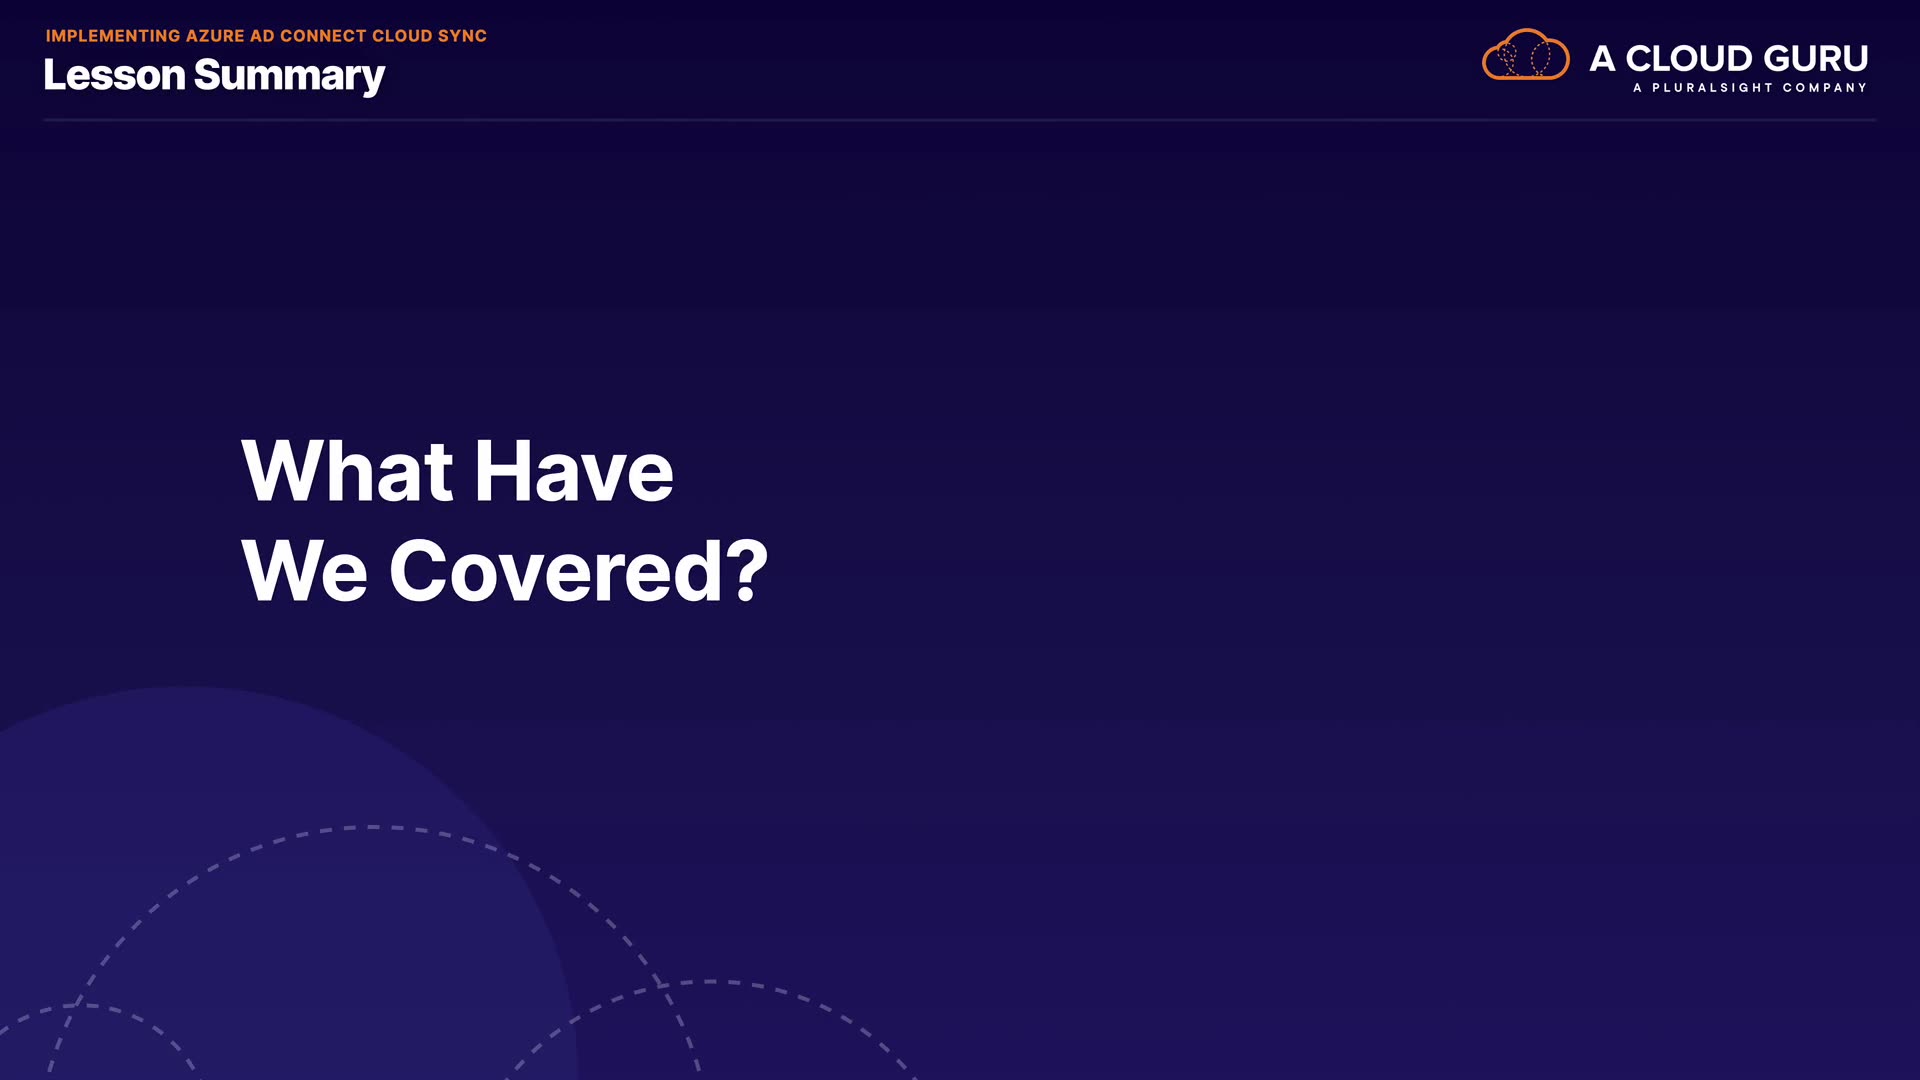 IMPLEMENTING AZURE AD CONNECT CLOUD SYNC
Lesson Summary
A CLOUD GURU
A PLURALSIGHT COMPANY
What Have
We Covered?